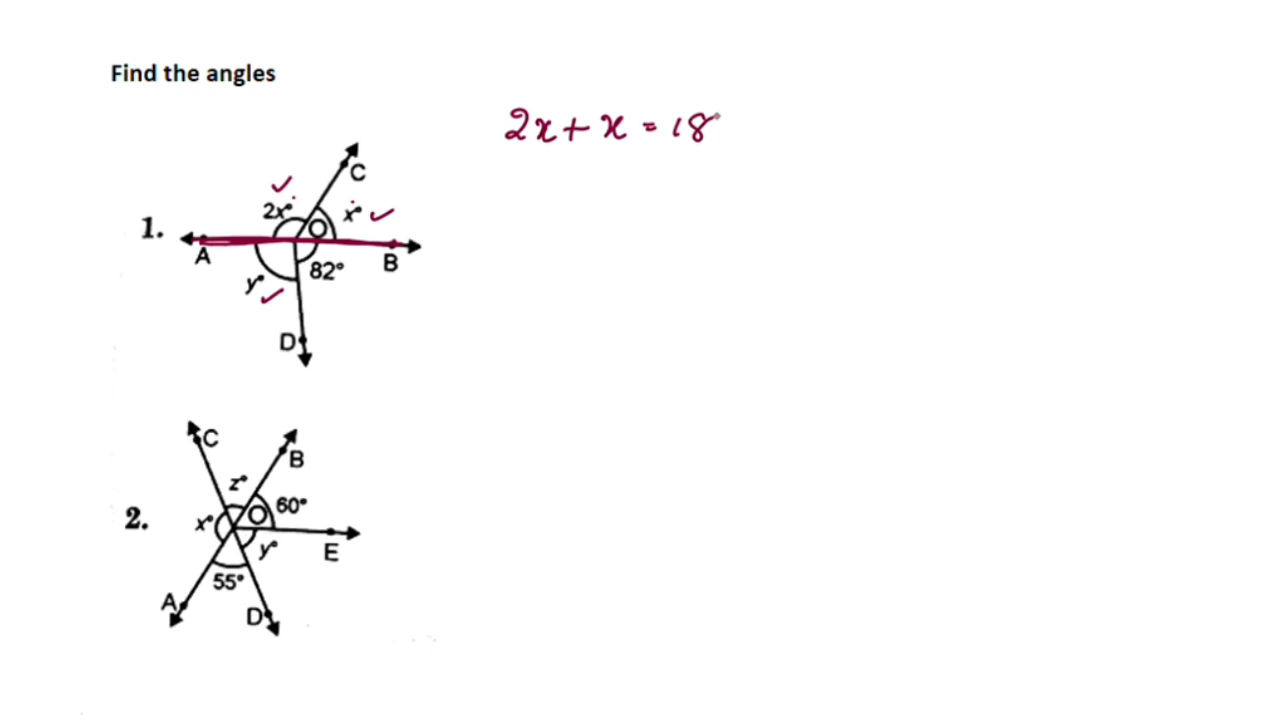 Find the angles
2x + x = 18
C
2x° x°
1. O
A B
y° 82°
D
C B
z°
2. x° O 60°
y° E
55°
A D